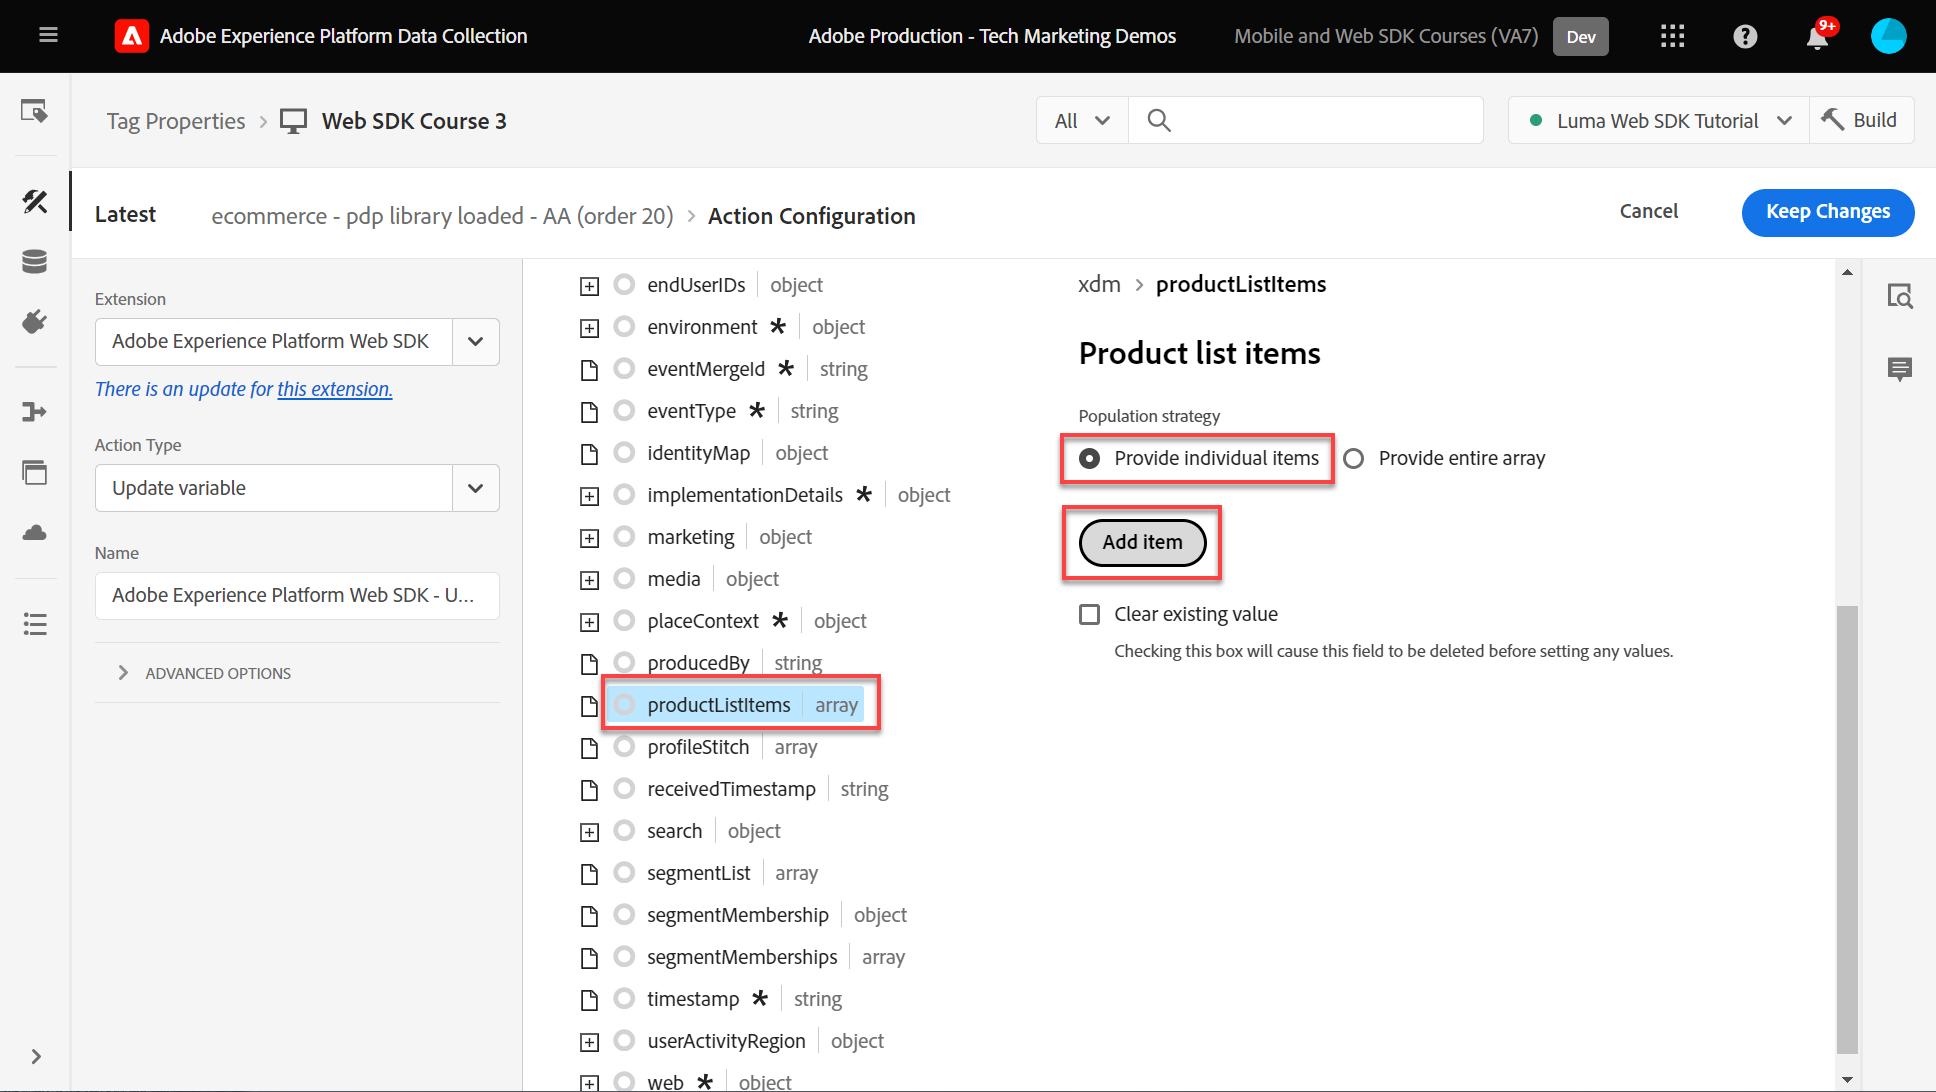 Adobe Experience Platform Data Collection
Adobe Production - Tech Marketing Demos
Mobile and Web SDK Courses (VA7)
Dev
9+
Tag Properties
Web SDK Course 3
All
Luma Web SDK Tutorial
Build
Latest
ecommerce - pdp library loaded - AA (order 20)
Action Configuration
Cancel
Keep Changes
Extension
Adobe Experience Platform Web SDK
There is an update for this extension.
Action Type
Update variable
Name
Adobe Experience Platform Web SDK - U...
ADVANCED OPTIONS
endUserIDs object
environment * object
eventMergeId * string
eventType * string
identityMap object
implementationDetails * object
marketing object
media object
placeContext * object
producedBy string
productListItems array
profileStitch array
receivedTimestamp string
search object
segmentList array
segmentMembership object
segmentMemberships array
timestamp * string
userActivityRegion object
web * object
xdm > productListItems
Product list items
Population strategy
Provide individual items
Provide entire array
Add item
Clear existing value
Checking this box will cause this field to be deleted before setting any values.